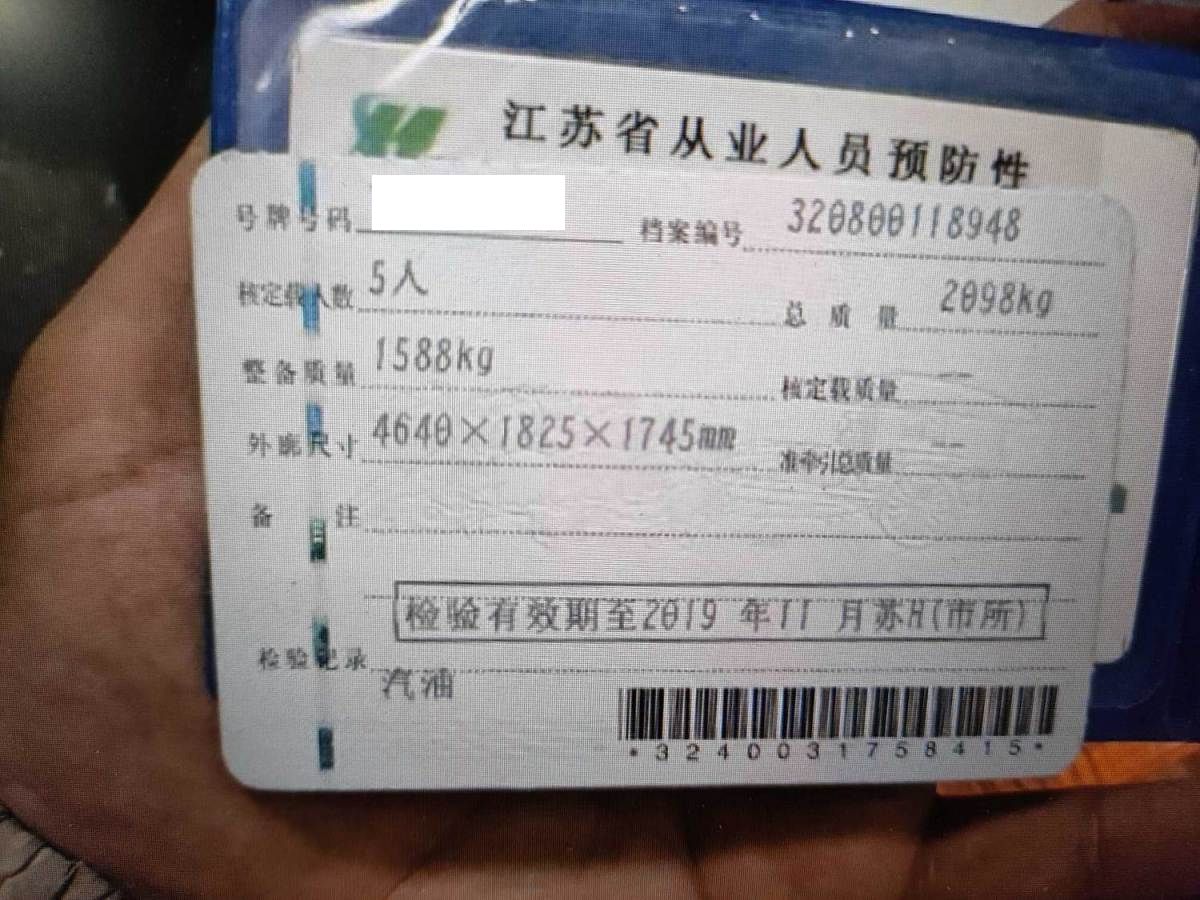 江苏省从业人员预防性
号牌号码 档案编号 320800118948
核定载人数 5人 总质量 2098kg
整备质量 1588kg 核定载质量 --
外廓尺寸 4640×1825×1745mm 准牵引总质量 --
备注
检验有效期至2019 年11 月苏H(市所)
检验记录
汽油
*3240031758415*